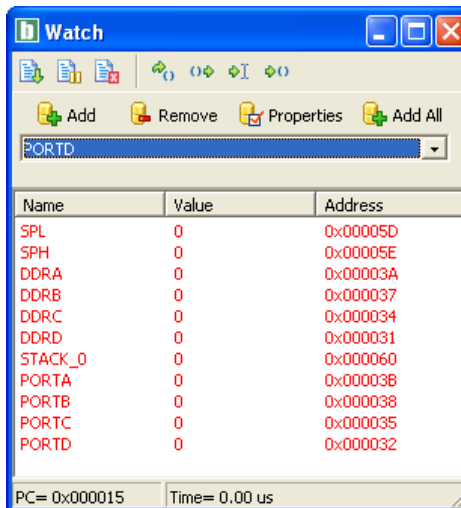 b Watch
Add Remove Properties Add All
PORTD
Name Value Address
SPL 0 0x00005D
SPH 0 0x00005E
DDRA 0 0x00003A
DDRB 0 0x000037
DDRC 0 0x000034
DDRD 0 0x000031
STACK_0 0 0x000060
PORTA 0 0x00003B
PORTB 0 0x000038
PORTC 0 0x000035
PORTD 0 0x000032
PC= 0x000015 Time= 0.00 us